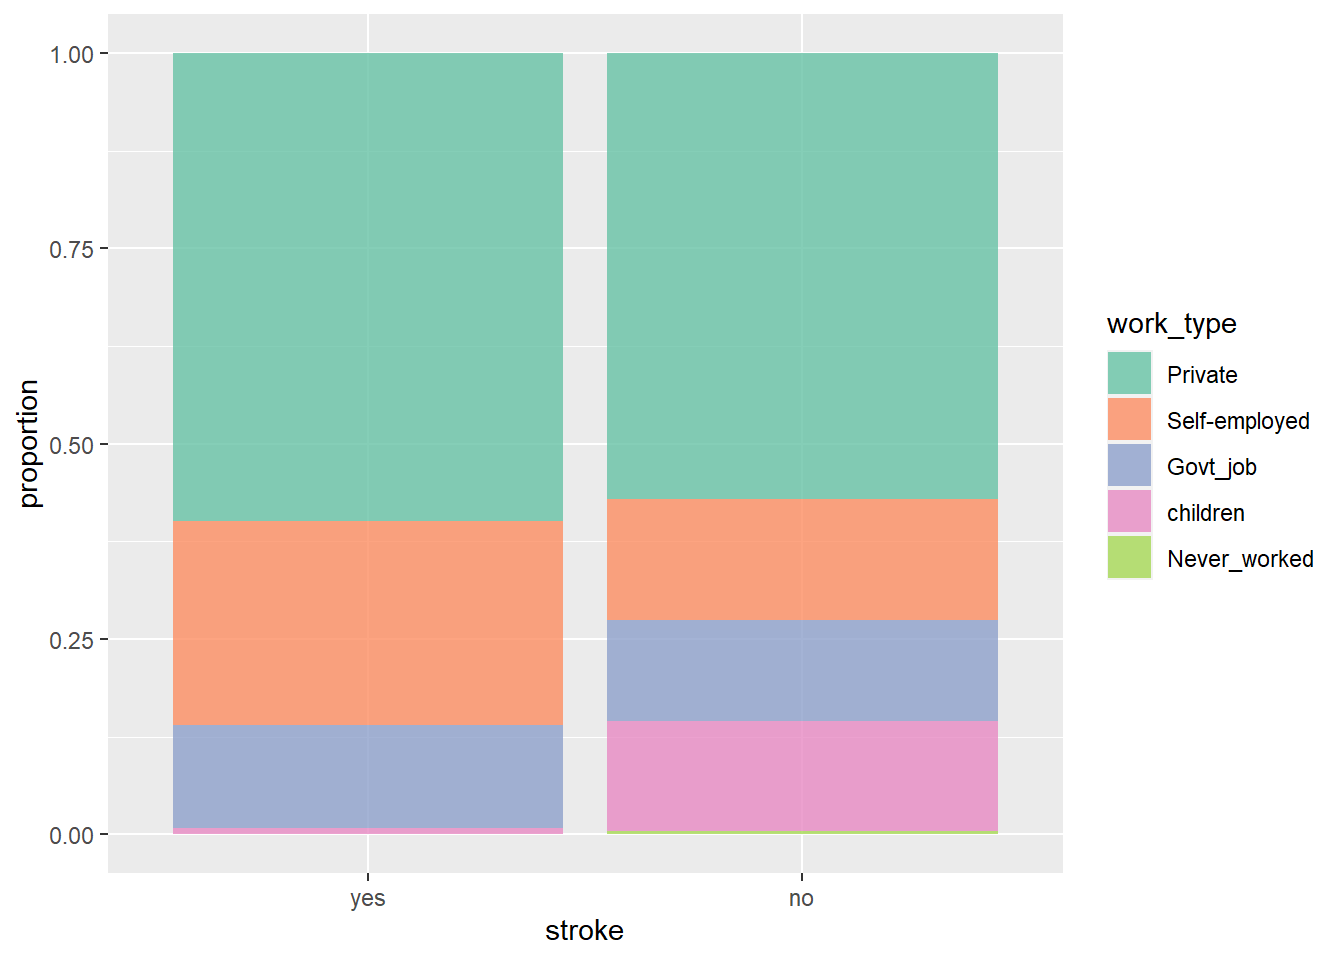 1.00
0.75
0.50
0.25
0.00
proportion
yes
no
stroke
work_type
Private
Self-employed
Govt_job
children
Never_worked